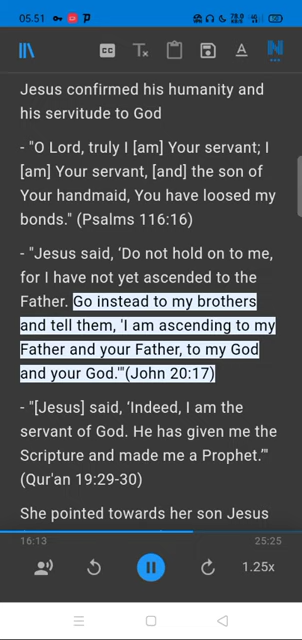 05.51
78.8 KB/s
CC
Jesus confirmed his humanity and
his servitude to God
- "O Lord, truly I [am] Your servant; I
[am] Your servant, [and] the son of
Your handmaid, You have loosed my
bonds." (Psalms 116:16)
- "Jesus said, ‘Do not hold on to me,
for I have not yet ascended to the
Father. Go instead to my brothers
and tell them, 'I am ascending to my
Father and your Father, to my God
and your God.'"(John 20:17)
- "[Jesus] said, ‘Indeed, I am the
servant of God. He has given me the
Scripture and made me a Prophet.’"
(Qur'an 19:29-30)
She pointed towards her son Jesus
16:13
25:25
1.25x